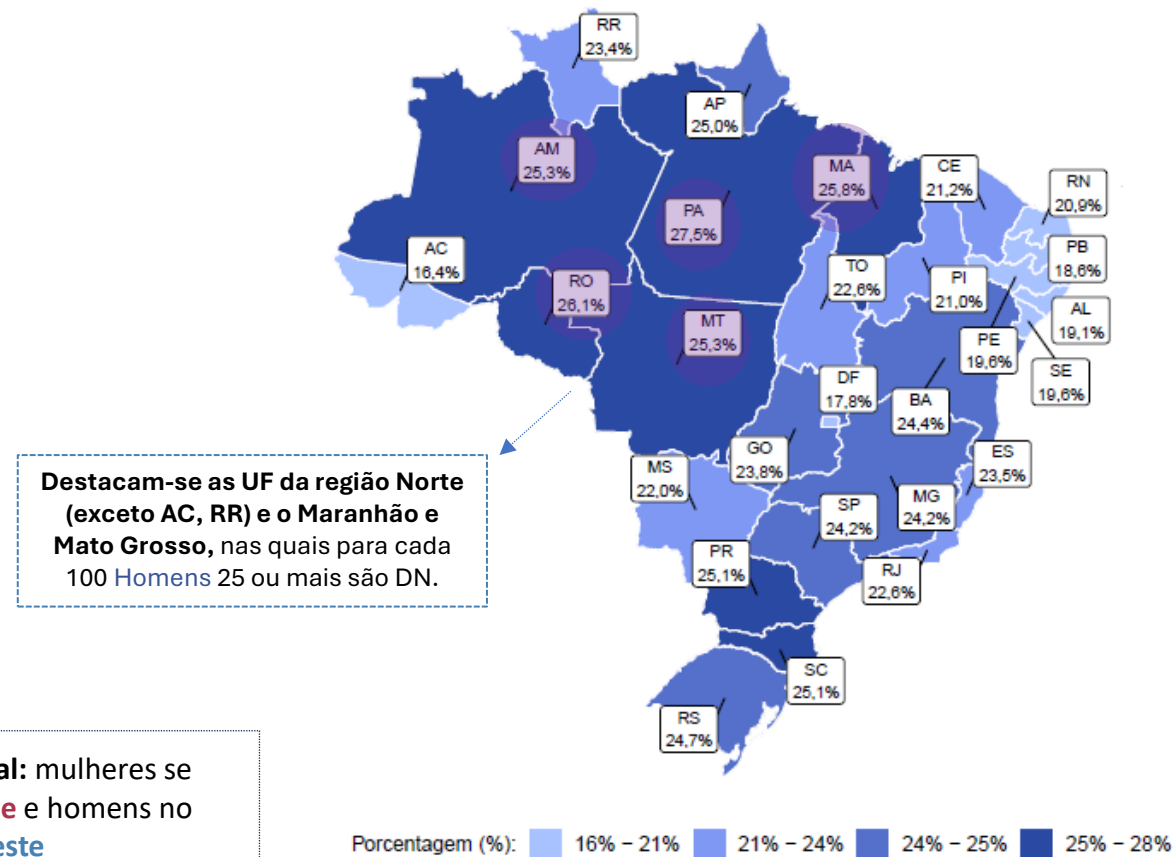 RR
23,4%
AP
25,0%
AM
25,3%
MA
25,8%
CE
21,2%
RN
20,9%
PA
27,5%
AC
16,4%
PB
18,6%
TO
22,6%
PI
21,0%
RO
26,1%
AL
19,1%
MT
25,3%
PE
19,6%
SE
19,6%
DF
17,8%
BA
24,4%
GO
23,8%
ES
23,5%
MS
22,0%
MG
24,2%
SP
24,2%
PR
25,1%
RJ
22,6%
SC
25,1%
RS
24,7%
Destacam-se as UF da região Norte
(exceto AC, RR) e o Maranhão e
Mato Grosso, nas quais para cada
100 Homens 25 ou mais são DN.
al: mulheres se
e e homens no
este
Porcentagem (%): 16% – 21% 21% – 24% 24% – 25% 25% – 28%